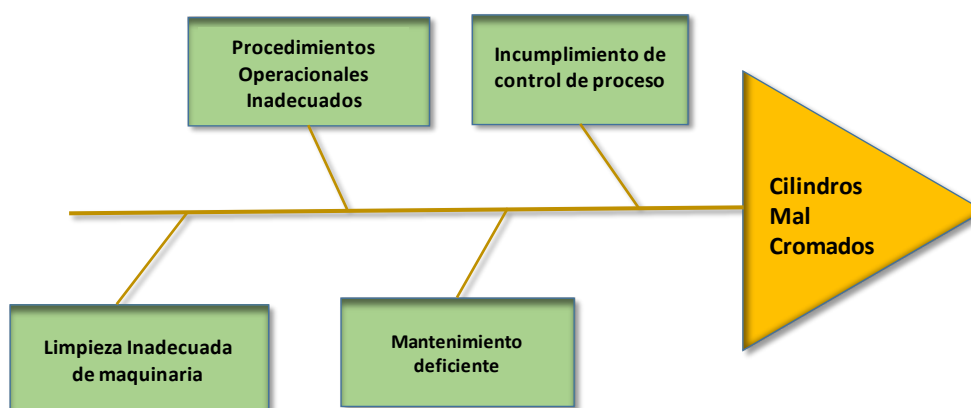 Procedimientos
Operacionales
Inadecuados
Incumplimiento de
control de proceso
Cilindros
Mal
Cromados
Limpieza Inadecuada
de maquinaria
Mantenimiento
deficiente